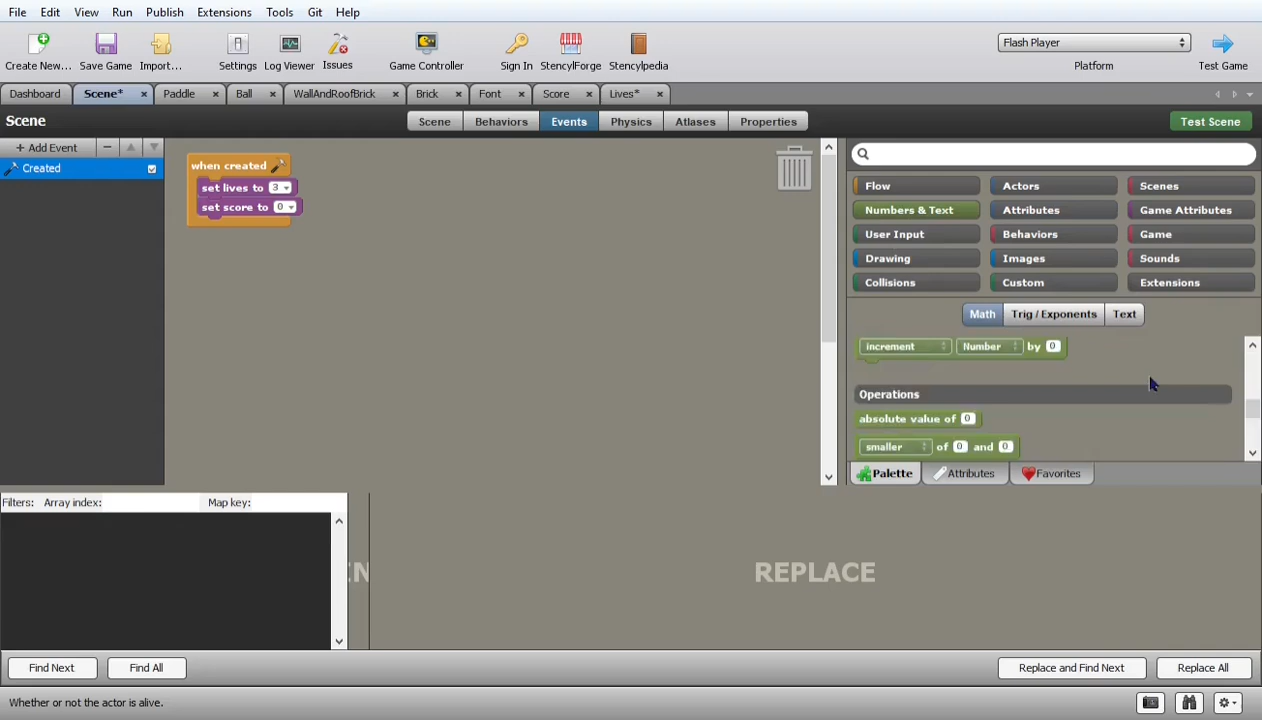 File Edit View Run Publish Extensions Tools Git Help
Create New... Save Game Import... Settings Log Viewer Issues Game Controller Sign In StencylForge Stencylpedia Flash Player Platform Test Game
Dashboard Scene* Paddle Ball WallAndRoofBrick Brick Font Score Lives*
Scene Scene Behaviors Events Physics Atlases Properties Test Scene
+ Add Event
Created
when created
set lives to 3
set score to 0
Flow Actors Scenes
Numbers & Text Attributes Game Attributes
User Input Behaviors Game
Drawing Images Sounds
Collisions Custom Extensions
Math Trig / Exponents Text
increment Number by 0
Operations
absolute value of 0
smaller of 0 and 0
Palette Attributes Favorites
Filters: Array index: Map key:
REPLACE
Find Next Find All Replace and Find Next Replace All
Whether or not the actor is alive.